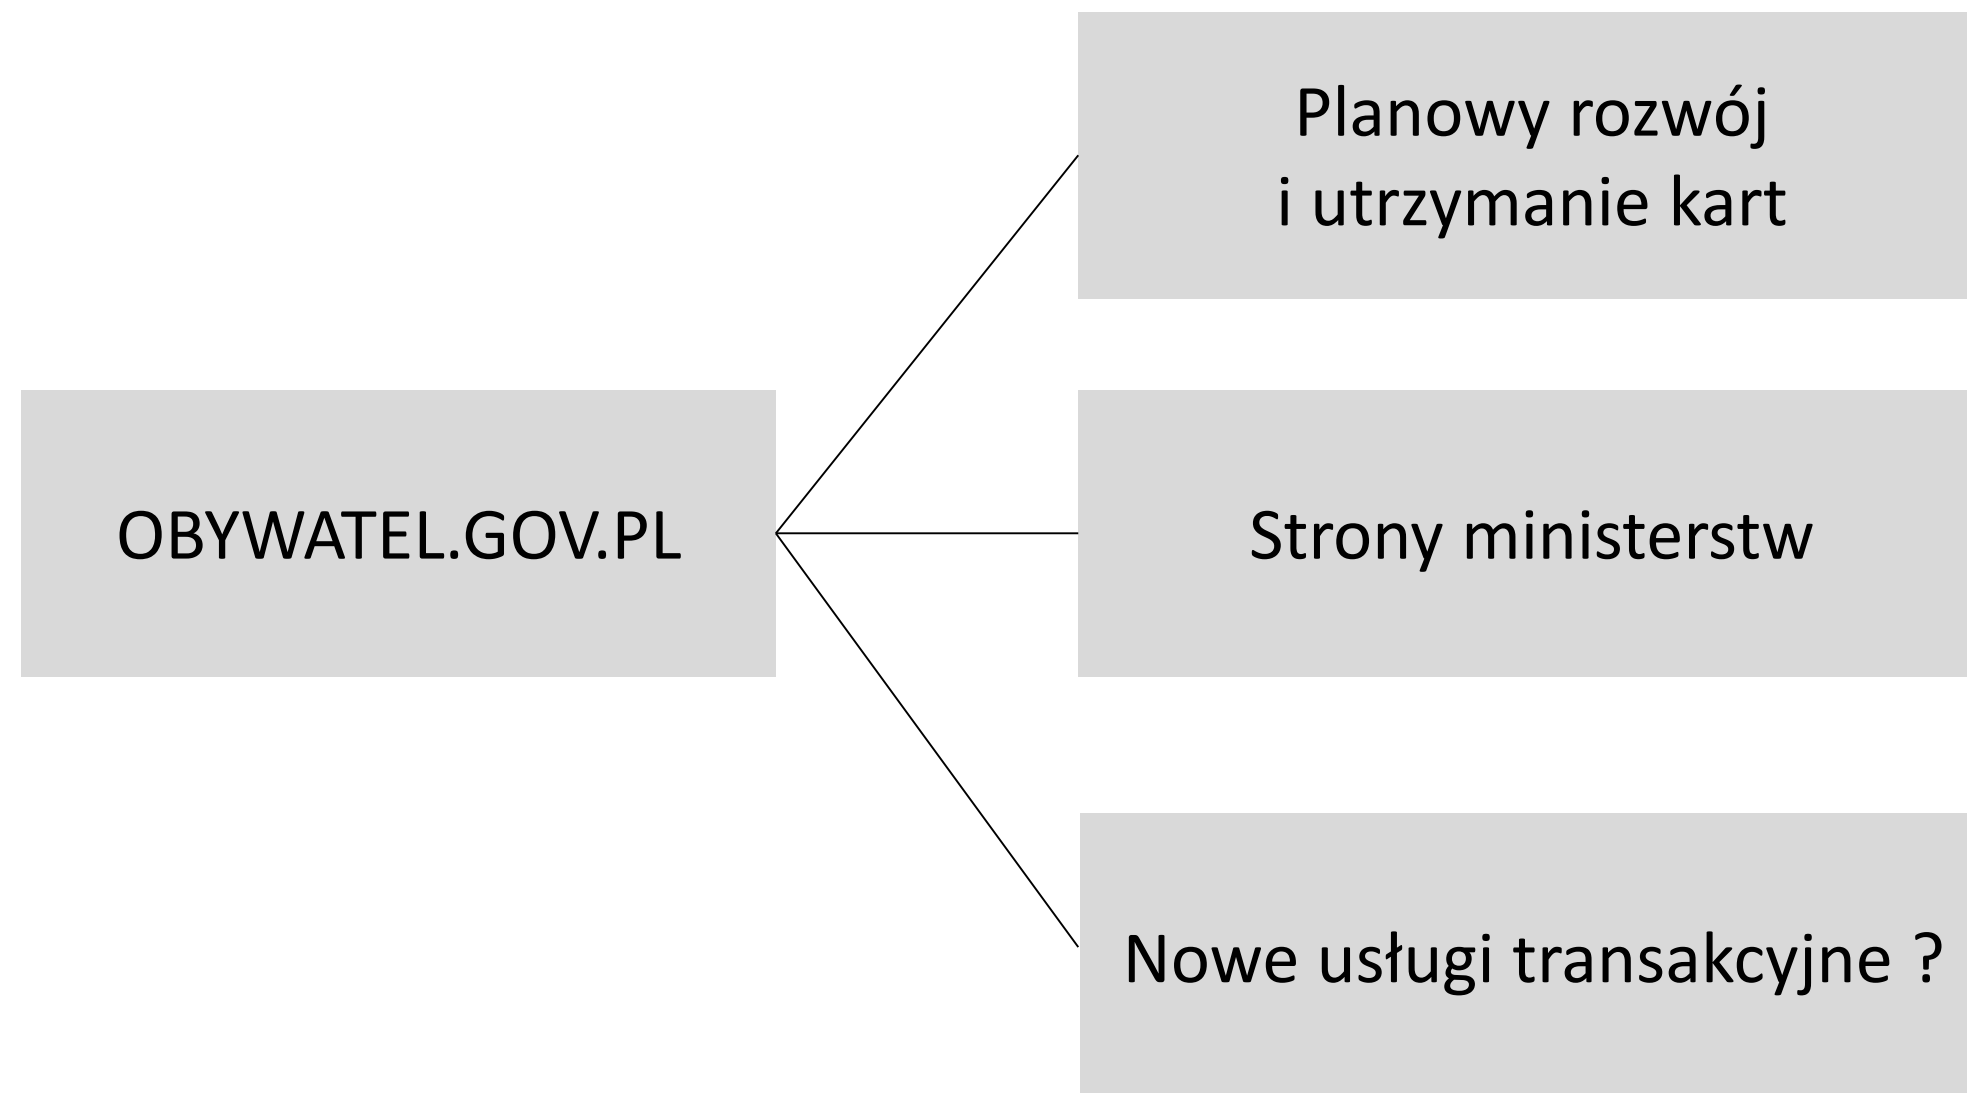 Planowy rozwój
i utrzymanie kart
OBYWATEL.GOV.PL
Strony ministerstw
Nowe usługi transakcyjne ?